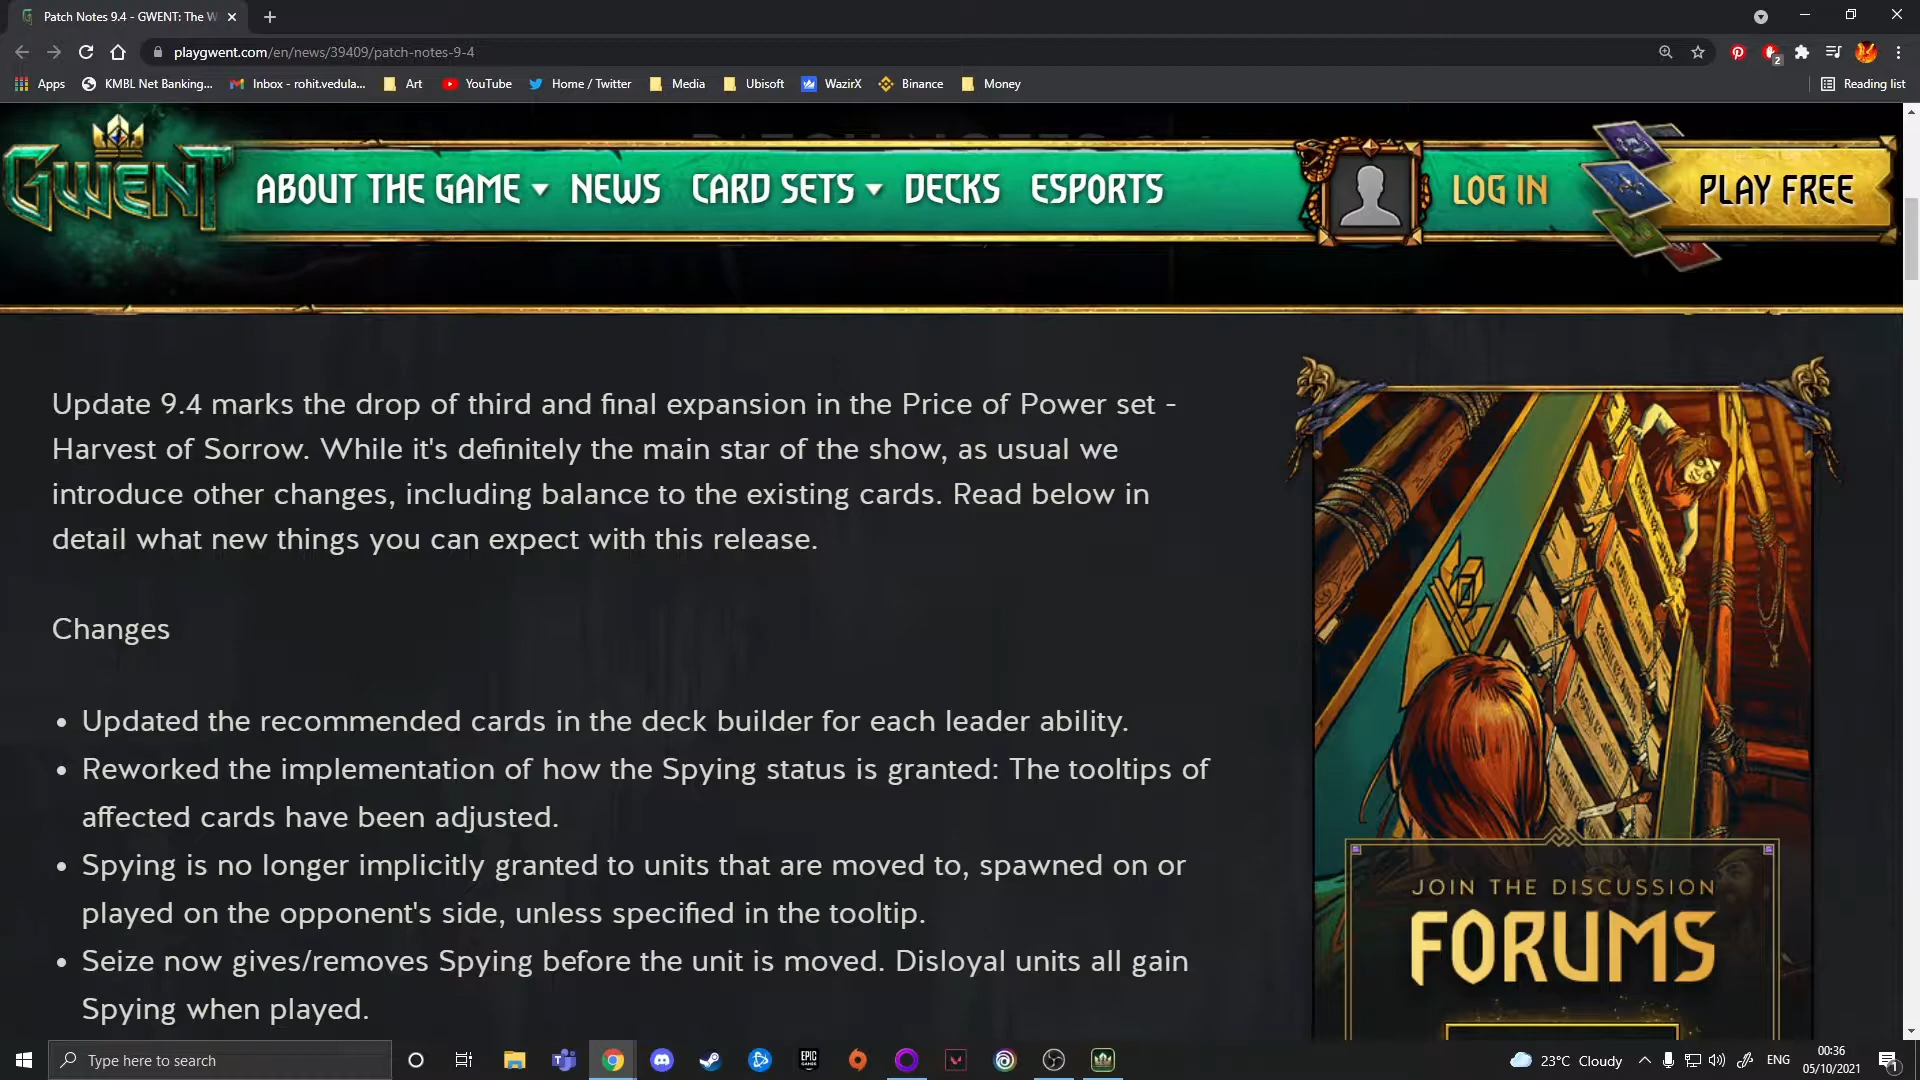 Patch Notes 9.4 - GWENT: The W
playgwent.com/en/news/39409/patch-notes-9-4
2
Apps
KMBL Net Banking...
Inbox - rohit.vedula...
Art
YouTube
Home / Twitter
Media
Ubisoft
WazirX
Binance
Money
Reading list
PATCH NOTES 9.4
GWENT
ABOUT THE GAME
NEWS
CARD SETS
DECKS
ESPORTS
LOG IN
PLAY FREE
Update 9.4 marks the drop of third and final expansion in the Price of Power set -
Harvest of Sorrow. While it's definitely the main star of the show, as usual we
introduce other changes, including balance to the existing cards. Read below in
detail what new things you can expect with this release.
Changes
• Updated the recommended cards in the deck builder for each leader ability.
• Reworked the implementation of how the Spying status is granted: The tooltips of
affected cards have been adjusted.
• Spying is no longer implicitly granted to units that are moved to, spawned on or
played on the opponent's side, unless specified in the tooltip.
• Seize now gives/removes Spying before the unit is moved. Disloyal units all gain
Spying when played.
JOIN THE DISCUSSION
FORUMS
Type here to search
EPIC
GAMES
23°C Cloudy
ENG
00:36
05/10/2021
1